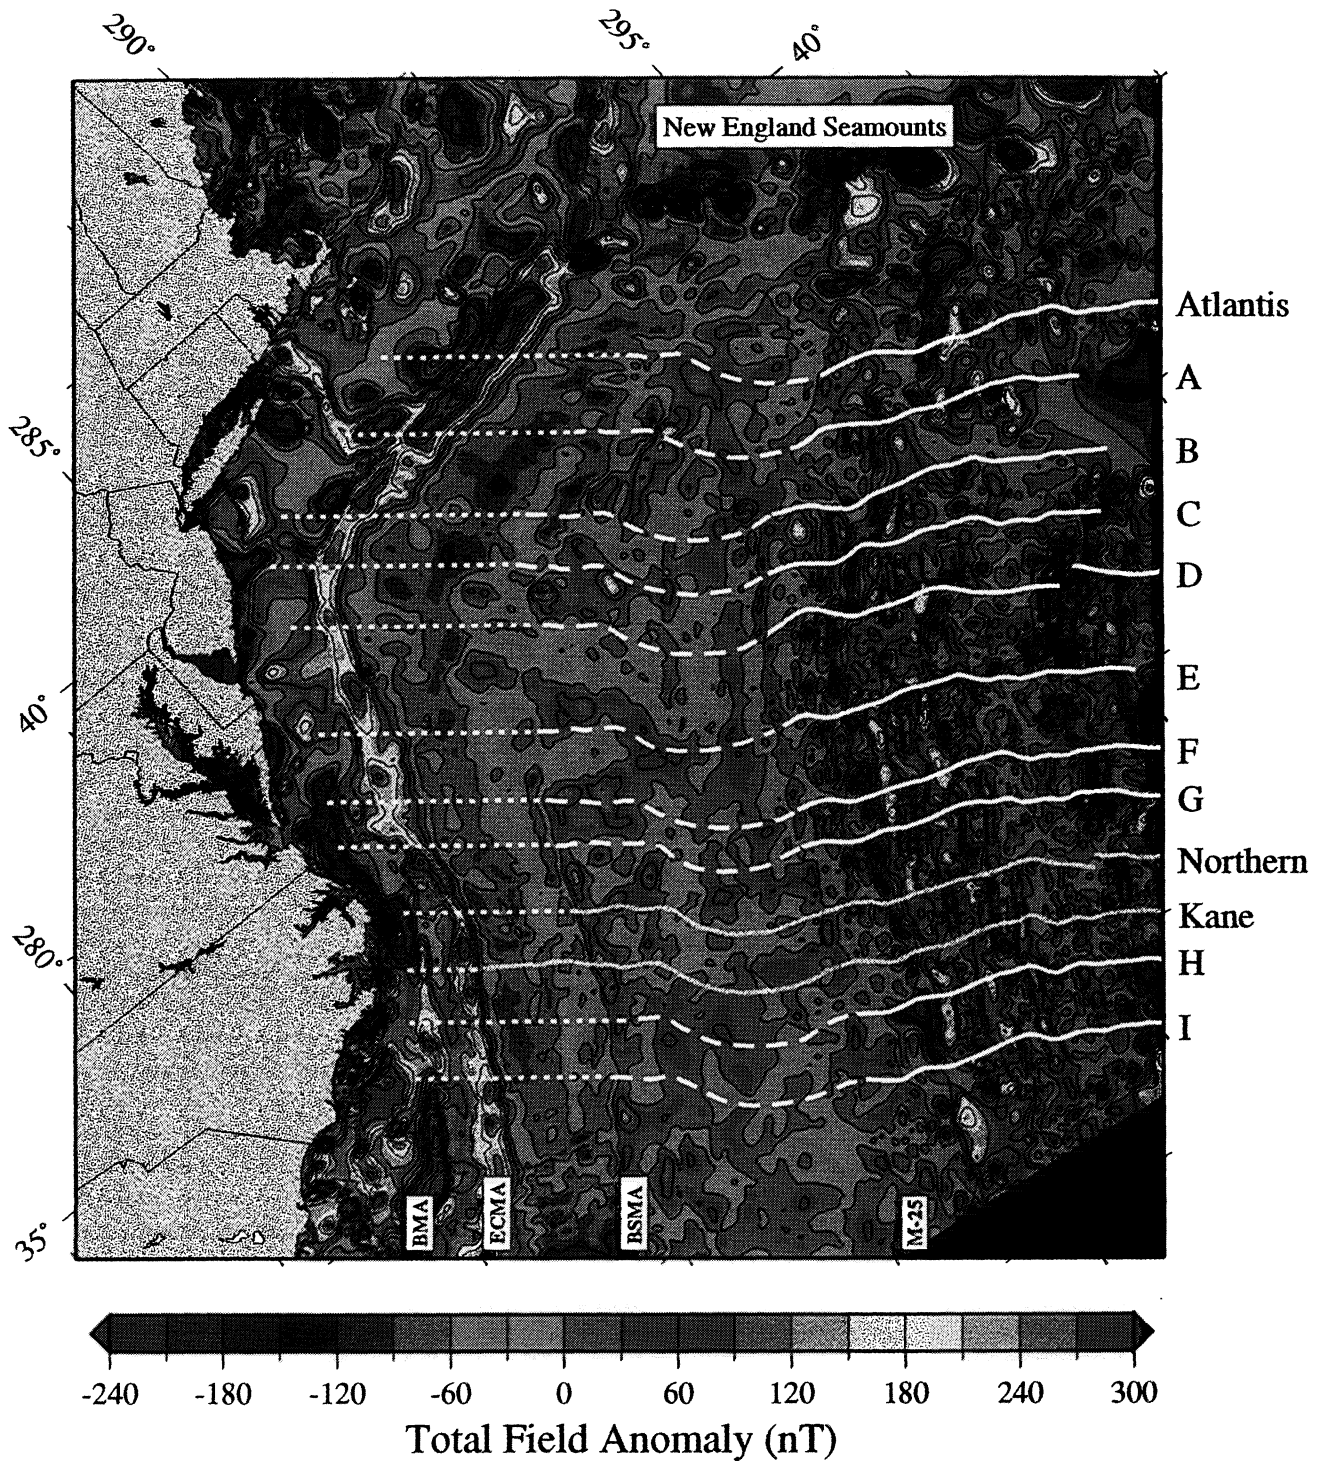 290°
295°
40°
New England Seamounts
Atlantis
A
B
285°
C
D
E
40°
F
G
Northern
Kane
280°
H
I
BMA
ECMA
BSMA
M-25
35°
-240 -180 -120 -60 0 60 120 180 240 300
Total Field Anomaly (nT)